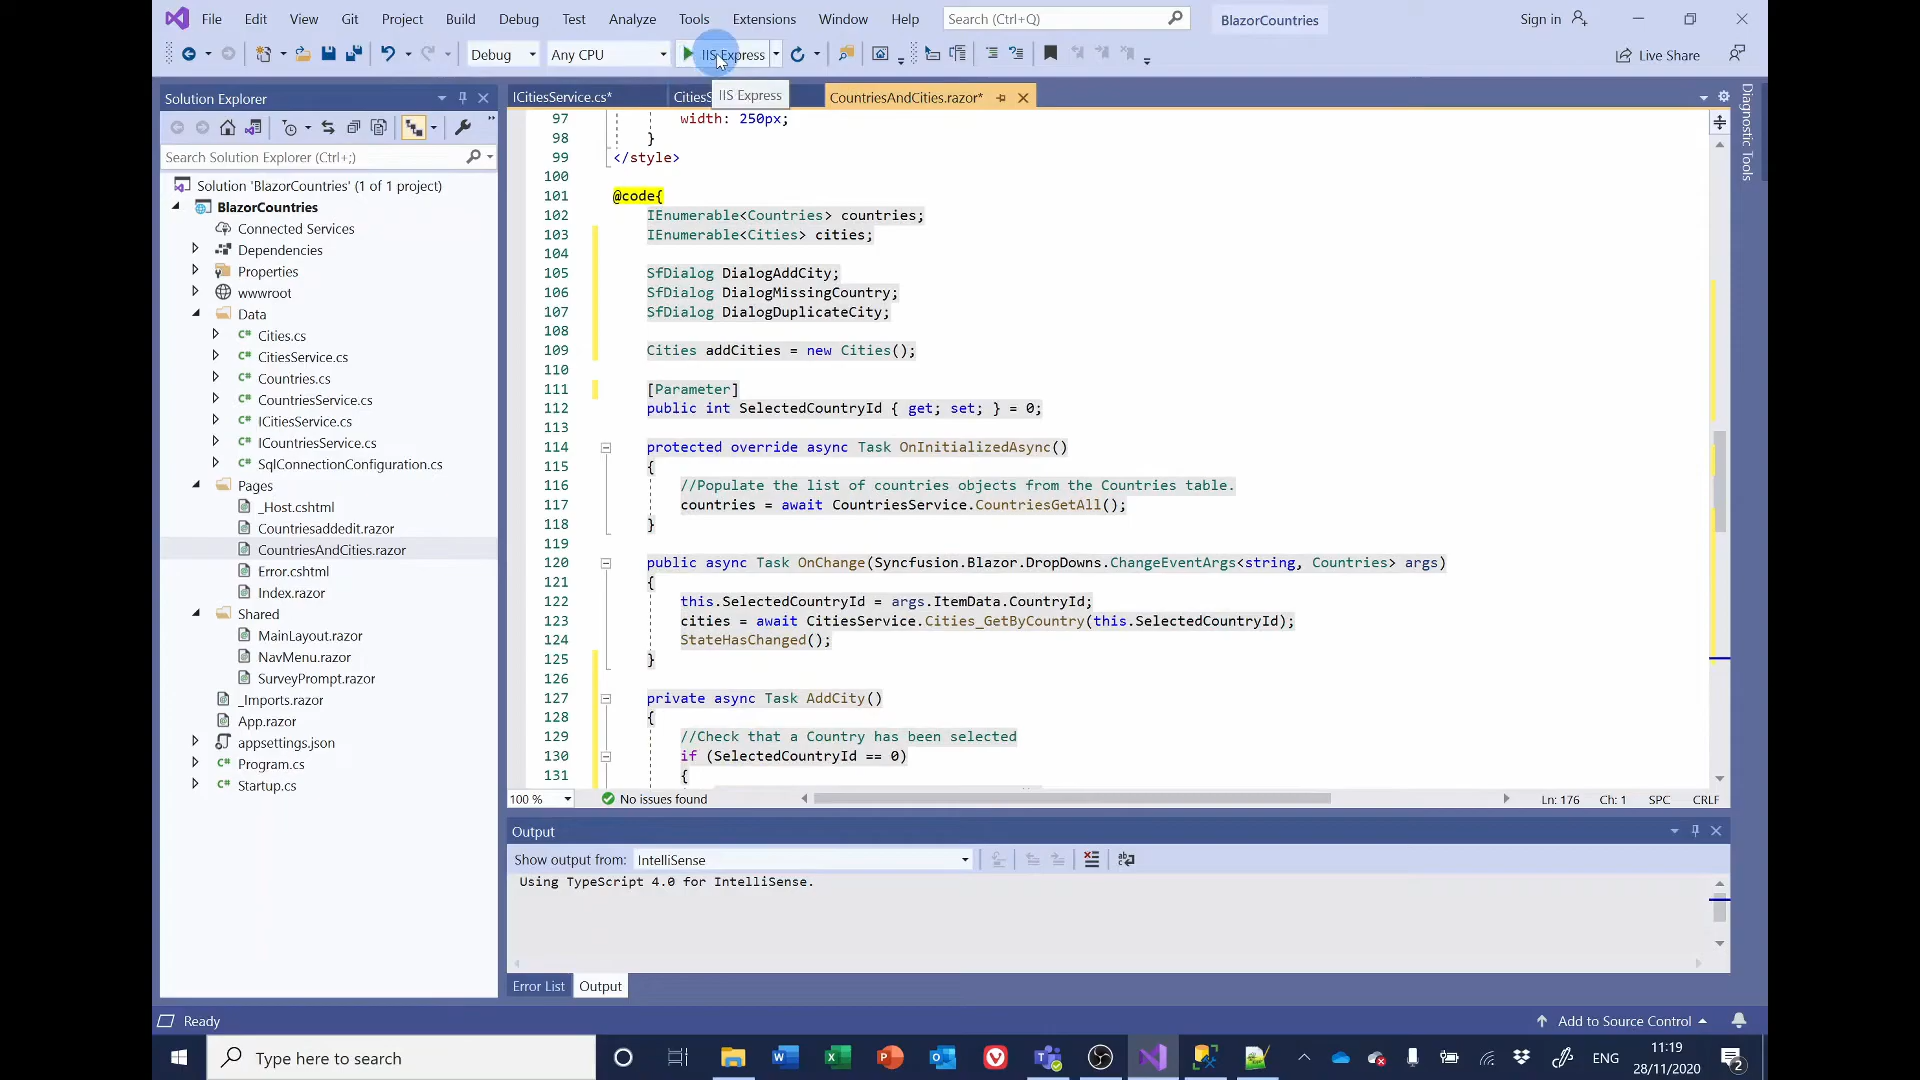 File Edit View Git Project Build Debug Test Analyze Tools Extensions Window Help Search (Ctrl+Q) BlazorCountries Sign in
Debug Any CPU IIS Express Live Share
IIS Express
Solution Explorer
ICitiesService.cs* CitiesS CountriesAndCities.razor*
Search Solution Explorer (Ctrl+;)
Solution 'BlazorCountries' (1 of 1 project)
BlazorCountries
Connected Services
Dependencies
Properties
wwwroot
Data
Cities.cs
CitiesService.cs
Countries.cs
CountriesService.cs
ICitiesService.cs
ICountriesService.cs
SqlConnectionConfiguration.cs
Pages
_Host.cshtml
Countriesaddedit.razor
CountriesAndCities.razor
Error.cshtml
Index.razor
Shared
MainLayout.razor
NavMenu.razor
SurveyPrompt.razor
_Imports.razor
App.razor
appsettings.json
Program.cs
Startup.cs
97 width: 250px;
98 }
99 </style>
100
101 @code{
102 IEnumerable<Countries> countries;
103 IEnumerable<Cities> cities;
104
105 SfDialog DialogAddCity;
106 SfDialog DialogMissingCountry;
107 SfDialog DialogDuplicateCity;
108
109 Cities addCities = new Cities();
110
111 [Parameter]
112 public int SelectedCountryId { get; set; } = 0;
113
114 protected override async Task OnInitializedAsync()
115 {
116 //Populate the list of countries objects from the Countries table.
117 countries = await CountriesService.CountriesGetAll();
118 }
119
120 public async Task OnChange(Syncfusion.Blazor.DropDowns.ChangeEventArgs<string, Countries> args)
121 {
122 this.SelectedCountryId = args.ItemData.CountryId;
123 cities = await CitiesService.Cities_GetByCountry(this.SelectedCountryId);
124 StateHasChanged();
125 }
126
127 private async Task AddCity()
128 {
129 //Check that a Country has been selected
130 if (SelectedCountryId == 0)
131 {
Diagnostic Tools
100 % No issues found Ln: 176 Ch: 1 SPC CRLF
Output
Show output from: IntelliSense
Using TypeScript 4.0 for IntelliSense.
Error List Output
Ready Add to Source Control
Type here to search ENG 11:19
28/11/2020
2